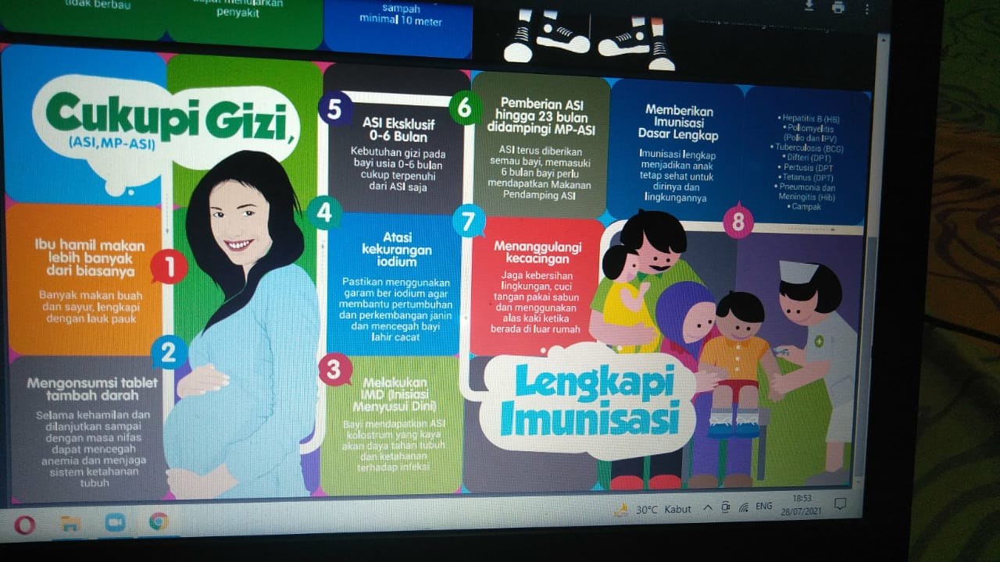 tidak berbau
dapat menularkan
penyakit
sampah
minimal 10 meter
Cukupi Gizi,
(ASI,MP-ASI)
1
Ibu hamil makan
lebih banyak
dari biasanya
Banyak makan buah
dan sayur, lengkapi
dengan lauk pauk
2
Mengonsumsi tablet
tambah darah
Selama kehamilan dan
dilanjutkan sampai
dengan masa nifas
dapat mencegah
anemia dan menjaga
sistem ketahanan
tubuh
3
Melakukan
IMD (Inisiasi
Menyusui Dini)
Bayi mendapatkan ASI
kolostrum yang kaya
akan daya tahan tubuh
dan ketahanan
terhadap infeksi
4
Atasi
kekurangan
iodium
Pastikan menggunakan
garam ber iodium agar
membantu pertumbuhan
dan perkembangan janin
dan mencegah bayi
lahir cacat
5
ASI Eksklusif
0-6 Bulan
Kebutuhan gizi pada
bayi usia 0-6 bulan
cukup terpenuhi
dari ASI saja
6
Pemberian ASI
hingga 23 bulan
didampingi MP-ASI
ASI terus diberikan
semau bayi, memasuki
6 bulan bayi perlu
mendapatkan Makanan
Pendamping ASI
7
Menanggulangi
kecacingan
Jaga kebersihan
lingkungan, cuci
tangan pakai sabun
dan menggunakan
alas kaki ketika
berada di luar rumah
Lengkapi
Imunisasi
8
Memberikan
Imunisasi
Dasar Lengkap
Imunisasi lengkap
menjadikan anak
tetap sehat untuk
dirinya dan
lingkungannya
• Hepatitis B (HB)
• Poliomyelitis
(Polio dan IPV)
• Tuberculosis (BCG)
• Difteri (DPT)
• Pertusis (DPT
• Tetanus (DPT)
• Pneumonia dan
Meningitis (Hib)
• Campak
30°C Kabut
ENG
18:53
28/07/2021